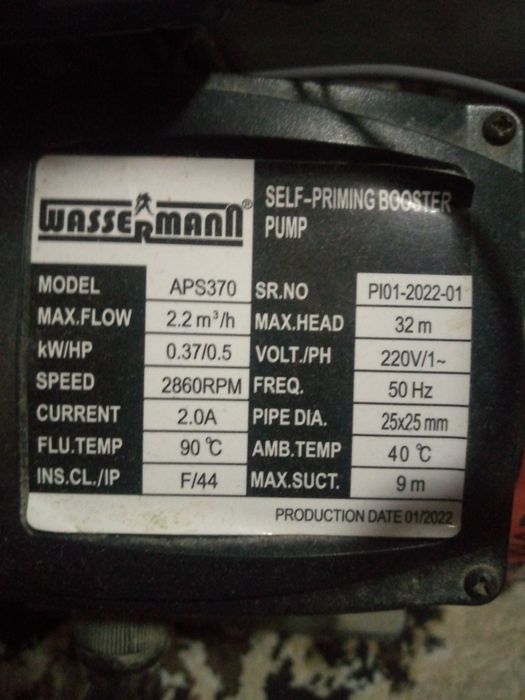 WASSERMANN®
SELF-PRIMING BOOSTER
PUMP
MODEL APS370 SR.NO PI01-2022-01
MAX.FLOW 2.2 m³/h MAX.HEAD 32 m
kW/HP 0.37/0.5 VOLT./PH 220V/1~
SPEED 2860RPM FREQ. 50 Hz
CURRENT 2.0A PIPE DIA. 25x25 mm
FLU.TEMP 90 ℃ AMB.TEMP 40 ℃
INS.CL./IP F/44 MAX.SUCT. 9 m
PRODUCTION DATE 01/2022